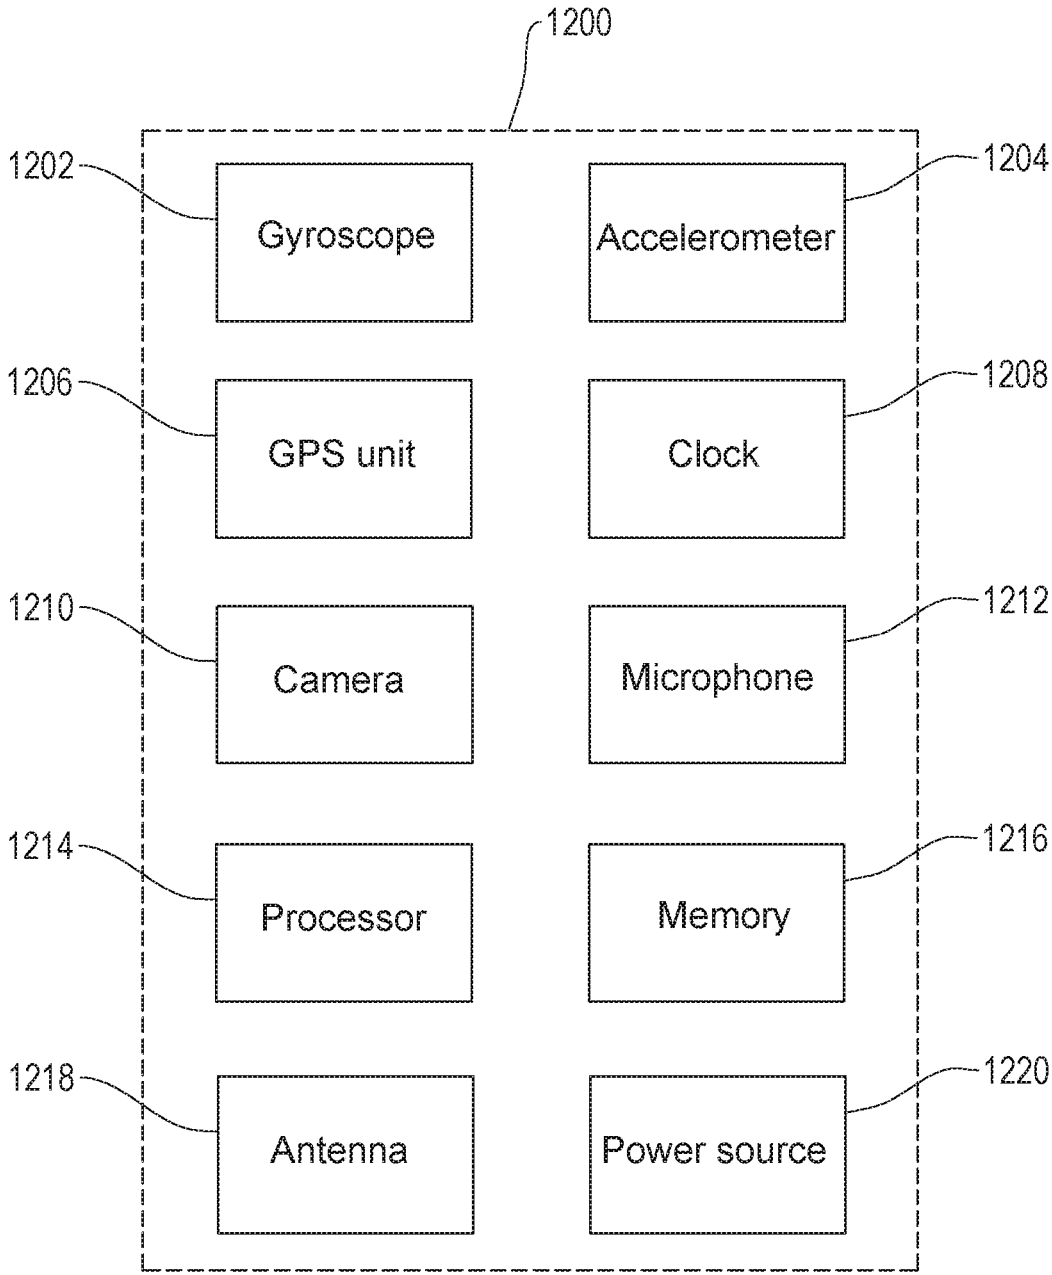 1200
1202
Gyroscope
Accelerometer
1204
1206
GPS unit
Clock
1208
1210
Camera
Microphone
1212
1214
Processor
Memory
1216
1218
Antenna
Power source
1220